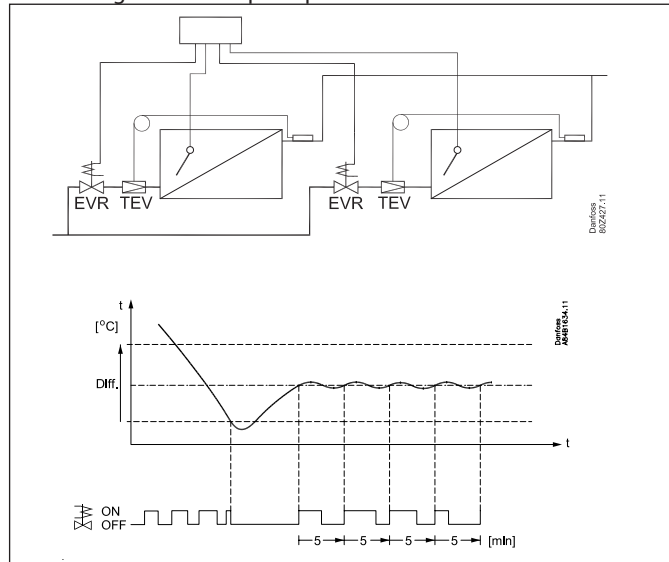 EVR TEV EVR TEV
Danfoss
80Z427.11
t
[°C]
Diff.
t
Danfoss
A84B1634.11
ON
OFF
5 5 5 5 [min]